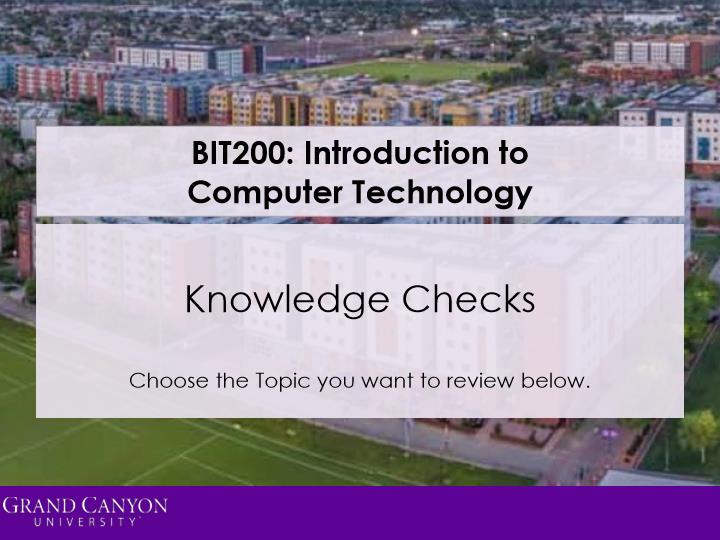 BIT200: Introduction to
Computer Technology
Knowledge Checks
Choose the Topic you want to review below.
GRAND CANYON
UNIVERSITY